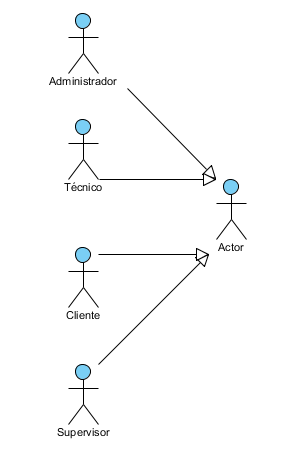 Administrador
Técnico
Actor
Cliente
Supervisor